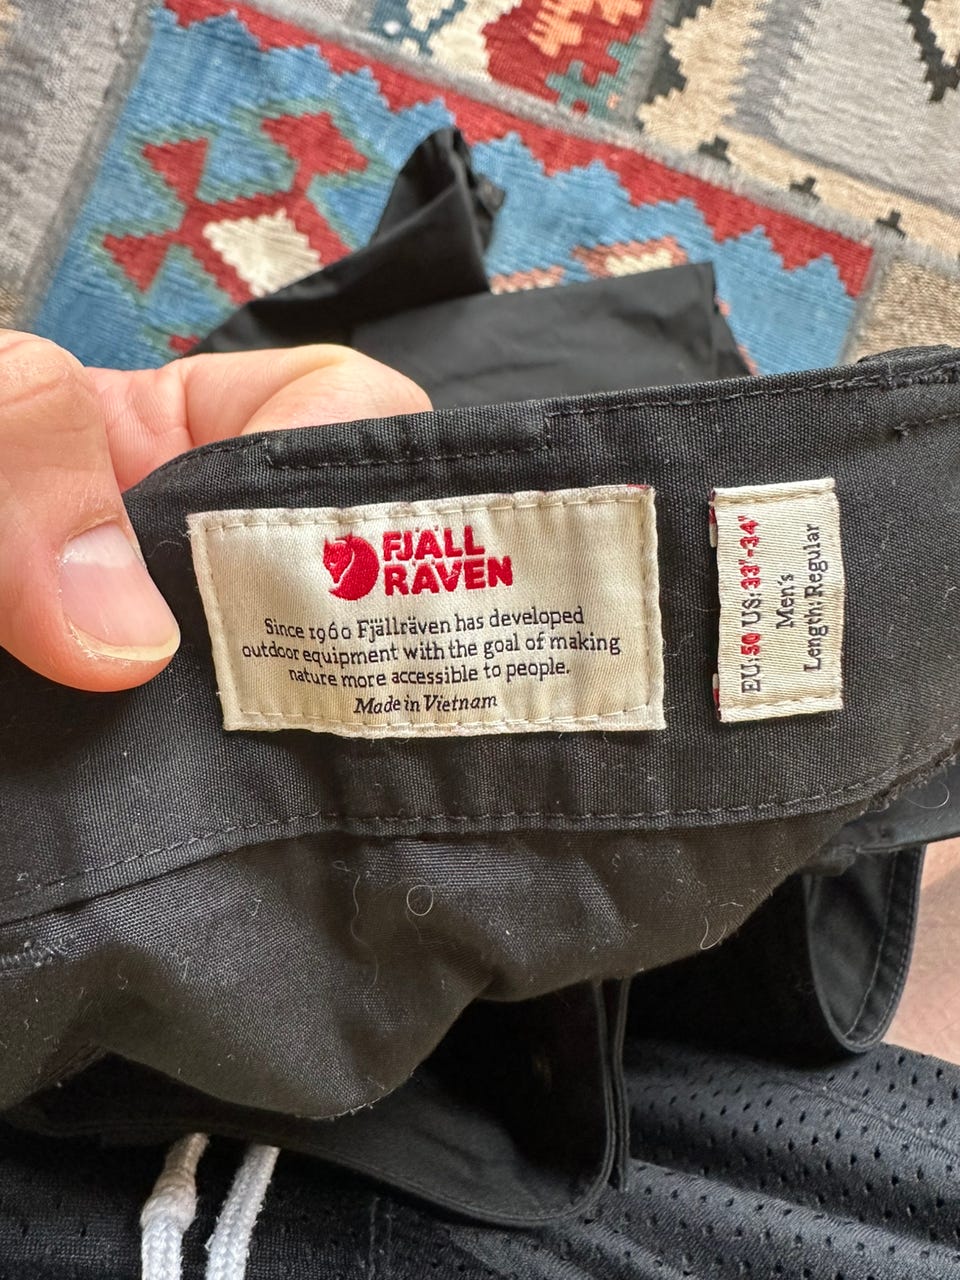 FJÄLL
RÄVEN
Since 1960 Fjällräven has developed
outdoor equipment with the goal of making
nature more accessible to people.
Made in Vietnam
EU: 50 US: 33"-34"
Men's
Length: Regular